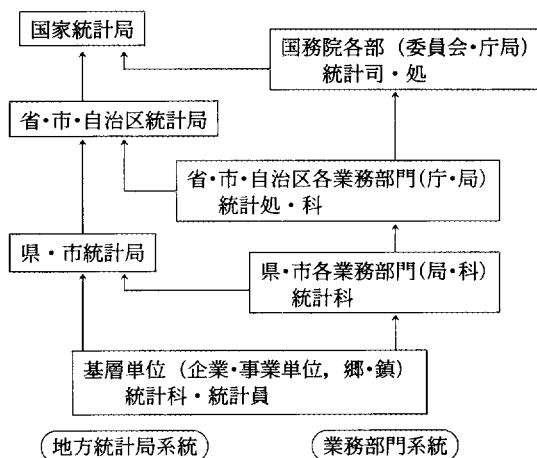 国家統計局
国務院各部（委員会・庁局）
統計司・処
省・市・自治区統計局
省・市・自治区各業務部門（庁・局）
統計処・科
県・市統計局
県・市各業務部門（局・科）
統計科
基層単位（企業・事業単位，郷・鎮）
統計科・統計員
地方統計局系統
業務部門系統